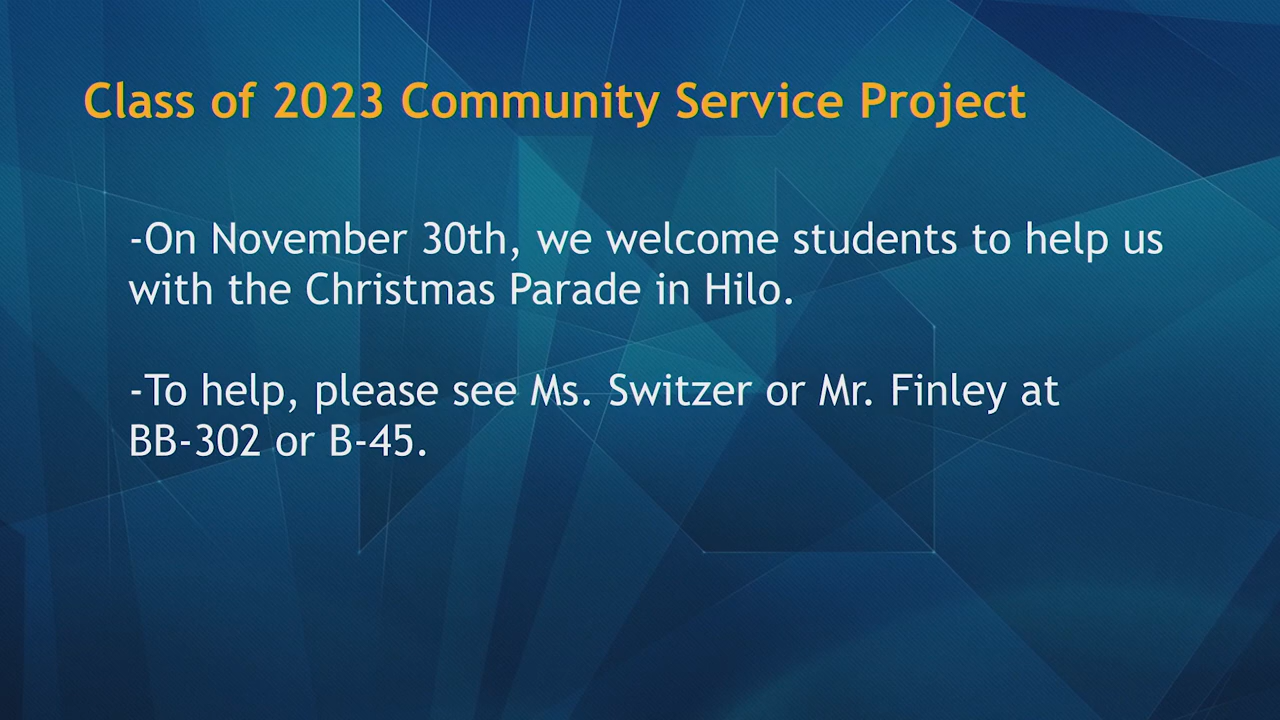 Class of 2023 Community Service Project
-On November 30th, we welcome students to help us
with the Christmas Parade in Hilo.
-To help, please see Ms. Switzer or Mr. Finley at
BB-302 or B-45.